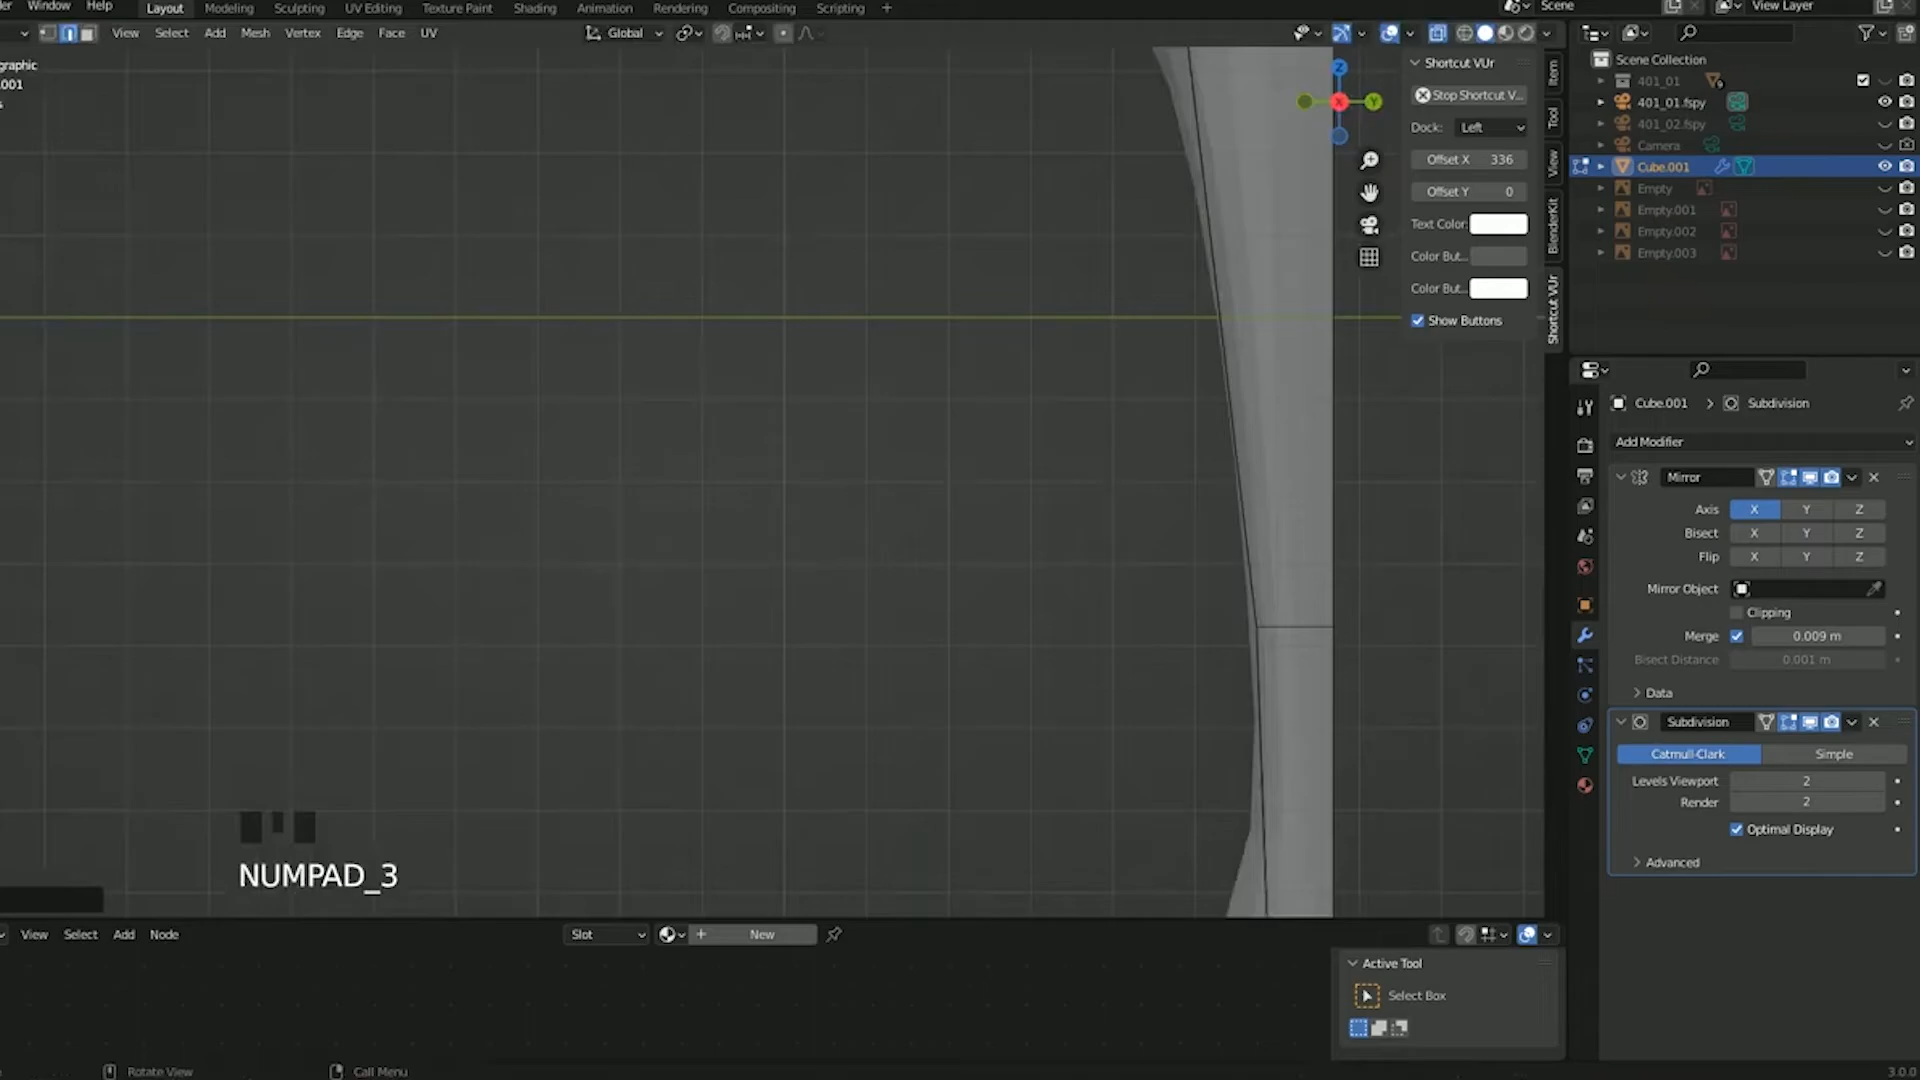 Window Help Layout Modeling Sculpting UV Editing Texture Paint Shading Animation Rendering Compositing Scripting + Scene View Layer
View Select Add Mesh Vertex Edge Face UV Global
graphic
.001
Shortcut VUr
Stop Shortcut V...
Dock: Left
Offset X 336
Offset Y 0
Text Color:
Color But...
Color But...
Show Buttons
Z
X
Y
Item
Tool
View
BlenderKit
Shortcut VUr
Scene Collection
401_01
401_01.fspy
401_02.fspy
Camera
Cube.001
Empty
Empty.001
Empty.002
Empty.003
Cube.001 > Subdivision
Add Modifier
Mirror
Axis X Y Z
Bisect X Y Z
Flip X Y Z
Mirror Object
Clipping
Merge 0.009 m
Bisect Distance 0.001 m
Data
Subdivision
Catmull-Clark Simple
Levels Viewport 2
Render 2
Optimal Display
Advanced
NUMPAD_3
View Select Add Node Slot + New
Active Tool
Select Box
Rotate View Call Menu 3.0.0